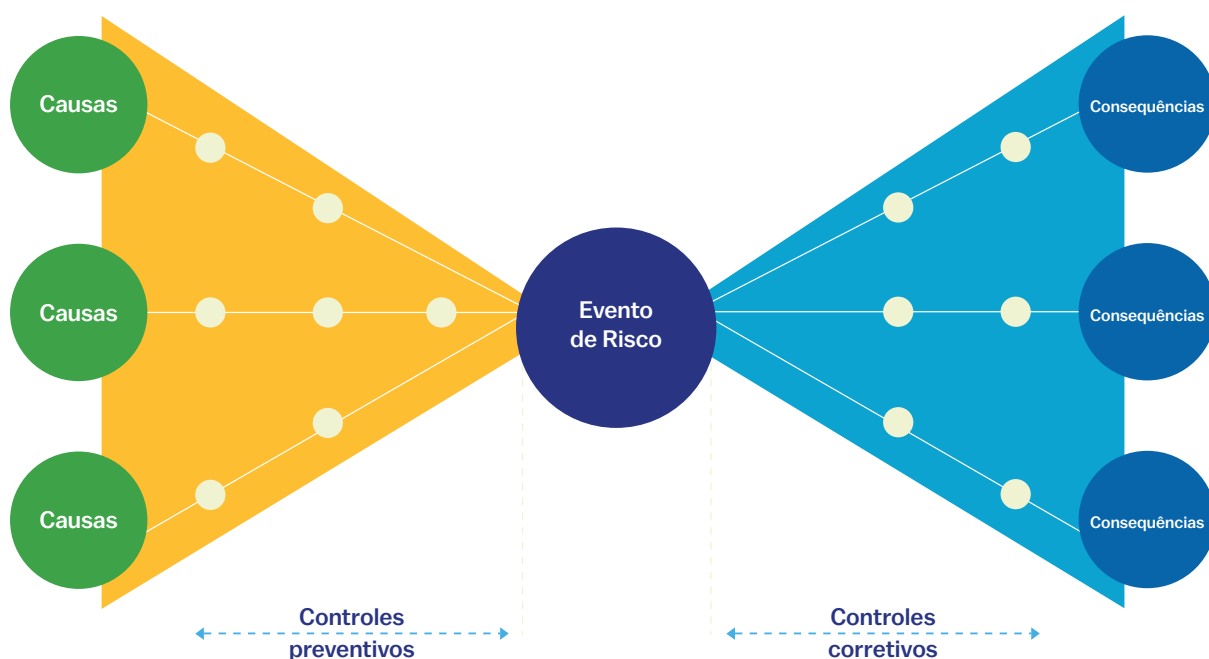 Causas
Consequências
Causas
Evento
de Risco
Consequências
Causas
Consequências
Controles
preventivos
Controles
corretivos